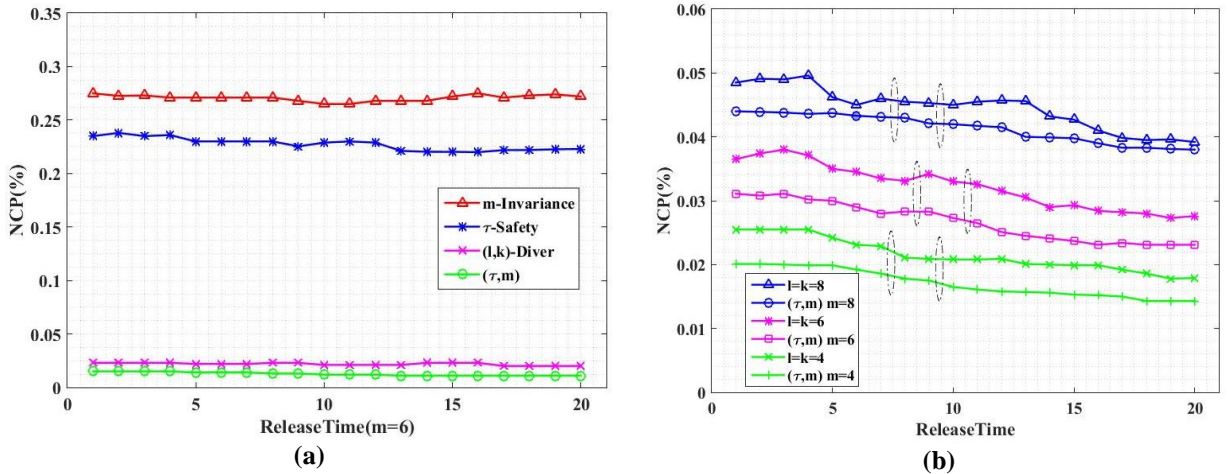 0.35
0.3
0.25
0.2
0.15
0.1
0.05
0
NCP(%)
m-Invariance
τ-Safety
(l,k)-Diver
(τ,m)
0 5 10 15 20
ReleaseTime(m=6)
(a)
0.06
0.05
0.04
0.03
0.02
0.01
0
NCP(%)
l=k=8
(τ,m) m=8
l=k=6
(τ,m) m=6
l=k=4
(τ,m) m=4
0 5 10 15 20
ReleaseTime
(b)